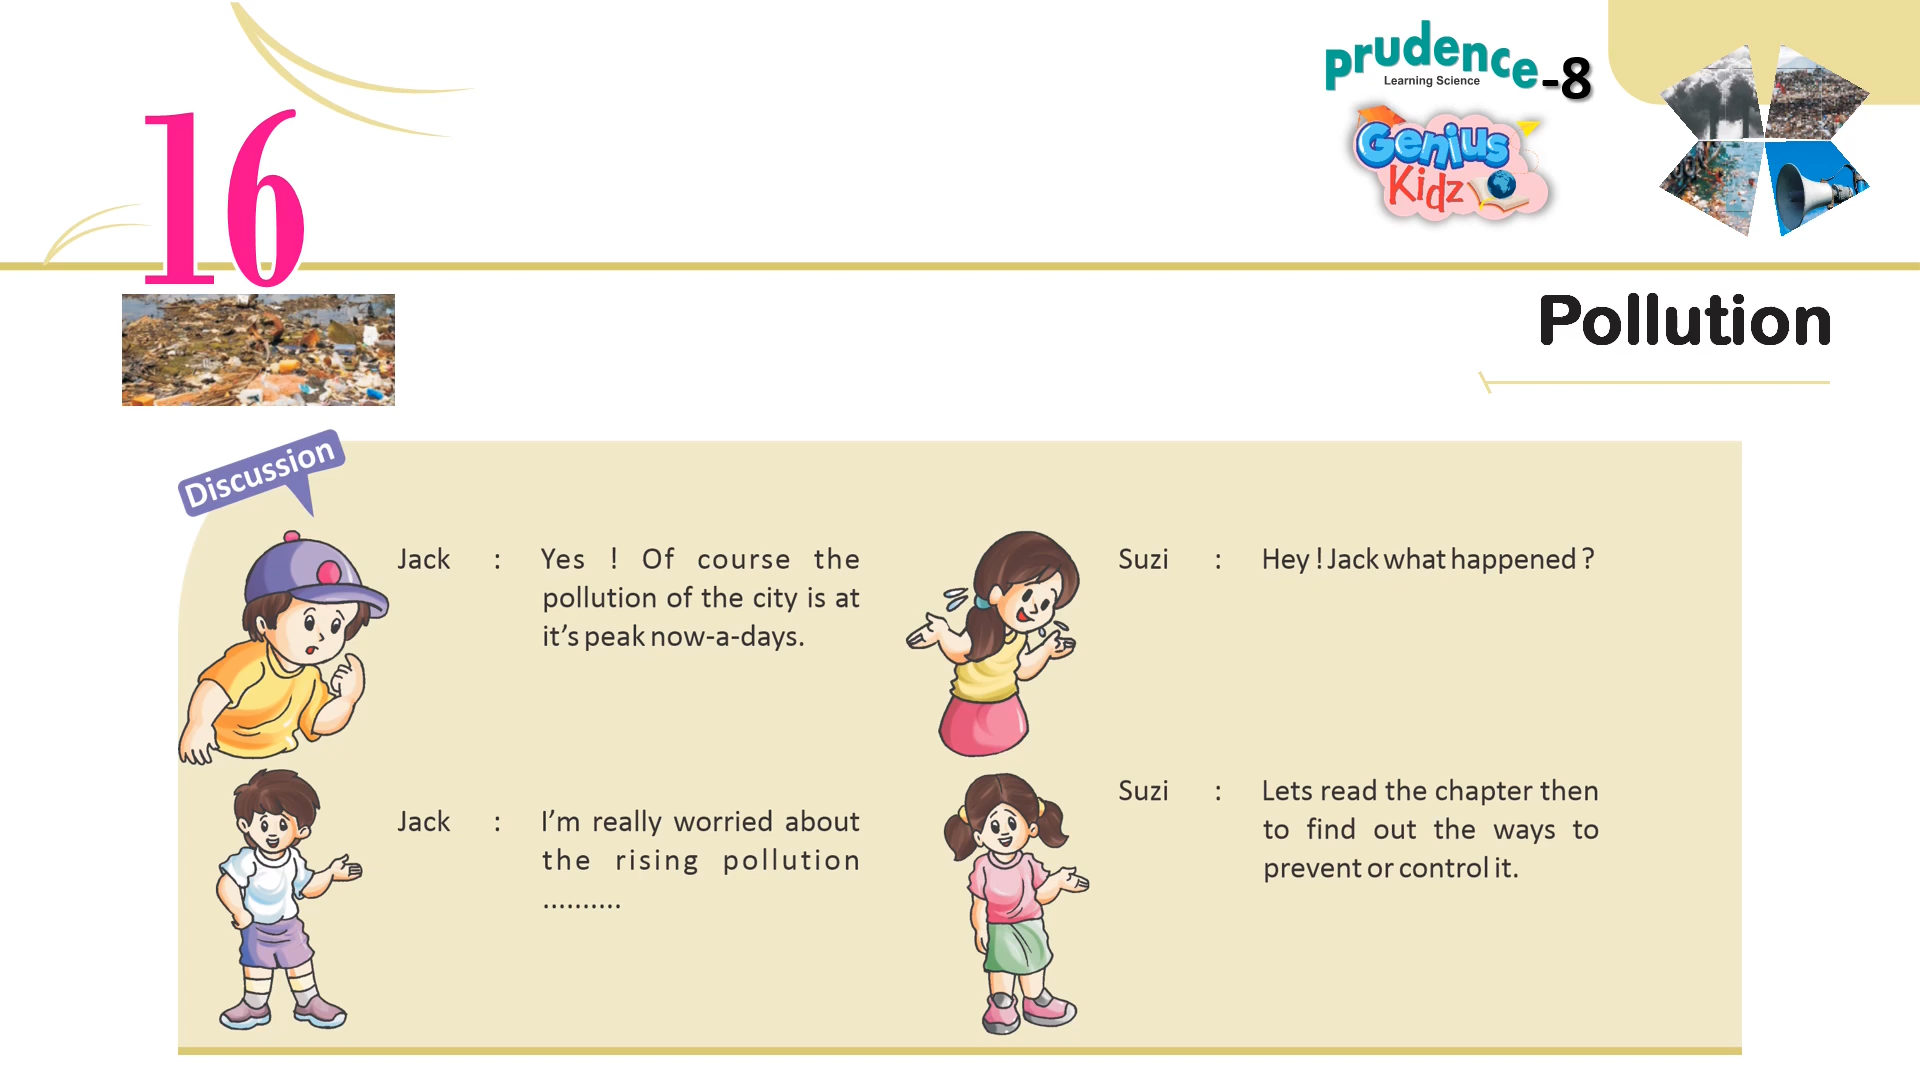 prudence-8
Learning Science
Genius
Kidz
16
Pollution
Discussion
Jack : Yes ! Of course the
pollution of the city is at
it’s peak now-a-days.
Suzi : Hey ! Jack what happened ?
Jack : I’m really worried about
the rising pollution
..........
Suzi : Lets read the chapter then
to find out the ways to
prevent or control it.